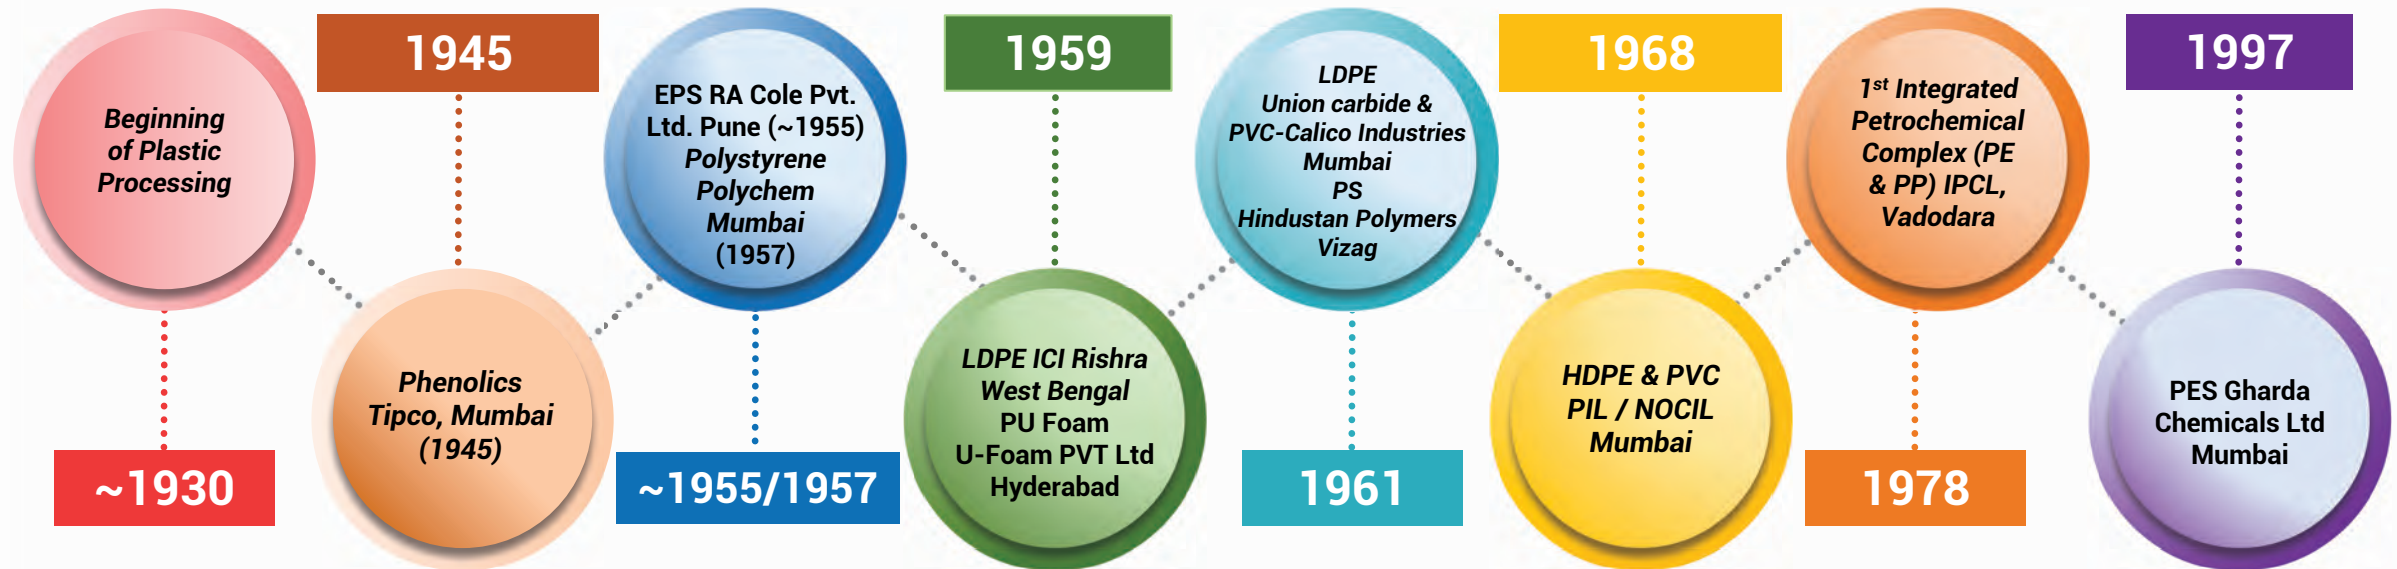 Beginning
of Plastic
Processing
~1930
1945
Phenolics
Tipco, Mumbai
(1945)
EPS RA Cole Pvt.
Ltd. Pune (~1955)
Polystyrene
Polychem
Mumbai
(1957)
~1955/1957
1959
LDPE ICI Rishra
West Bengal
PU Foam
U-Foam PVT Ltd
Hyderabad
LDPE
Union carbide &
PVC-Calico Industries
Mumbai
PS
Hindustan Polymers
Vizag
1961
1968
HDPE & PVC
PIL / NOCIL
Mumbai
1st Integrated
Petrochemical
Complex (PE
& PP) IPCL,
Vadodara
1978
1997
PES Gharda
Chemicals Ltd
Mumbai